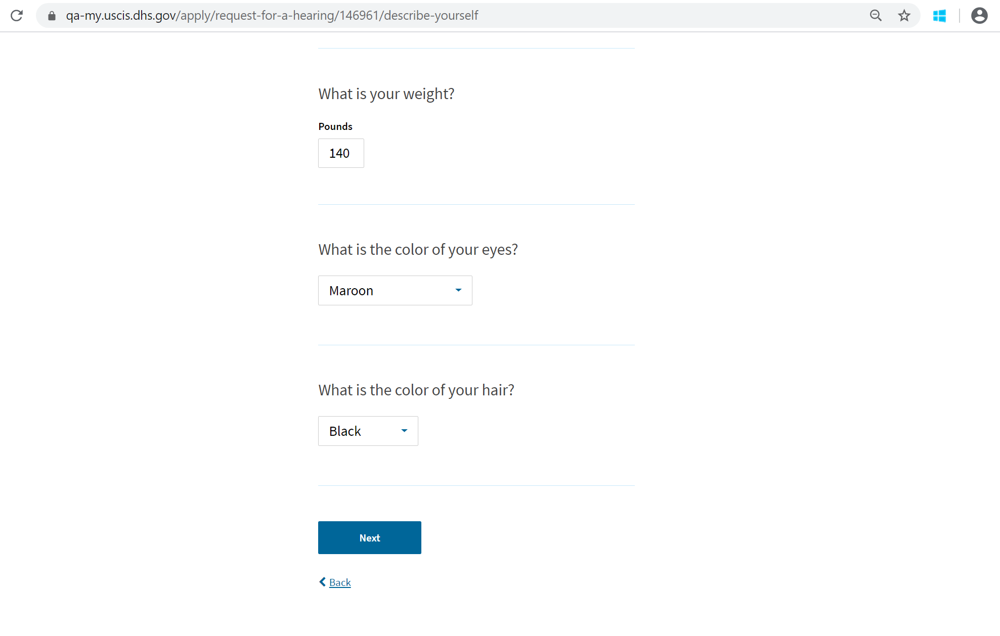 qa-my.uscis.dhs.gov/apply/request-for-a-hearing/146961/describe-yourself
What is your weight?
Pounds
140
What is the color of your eyes?
Maroon
What is the color of your hair?
Black
Next
Back